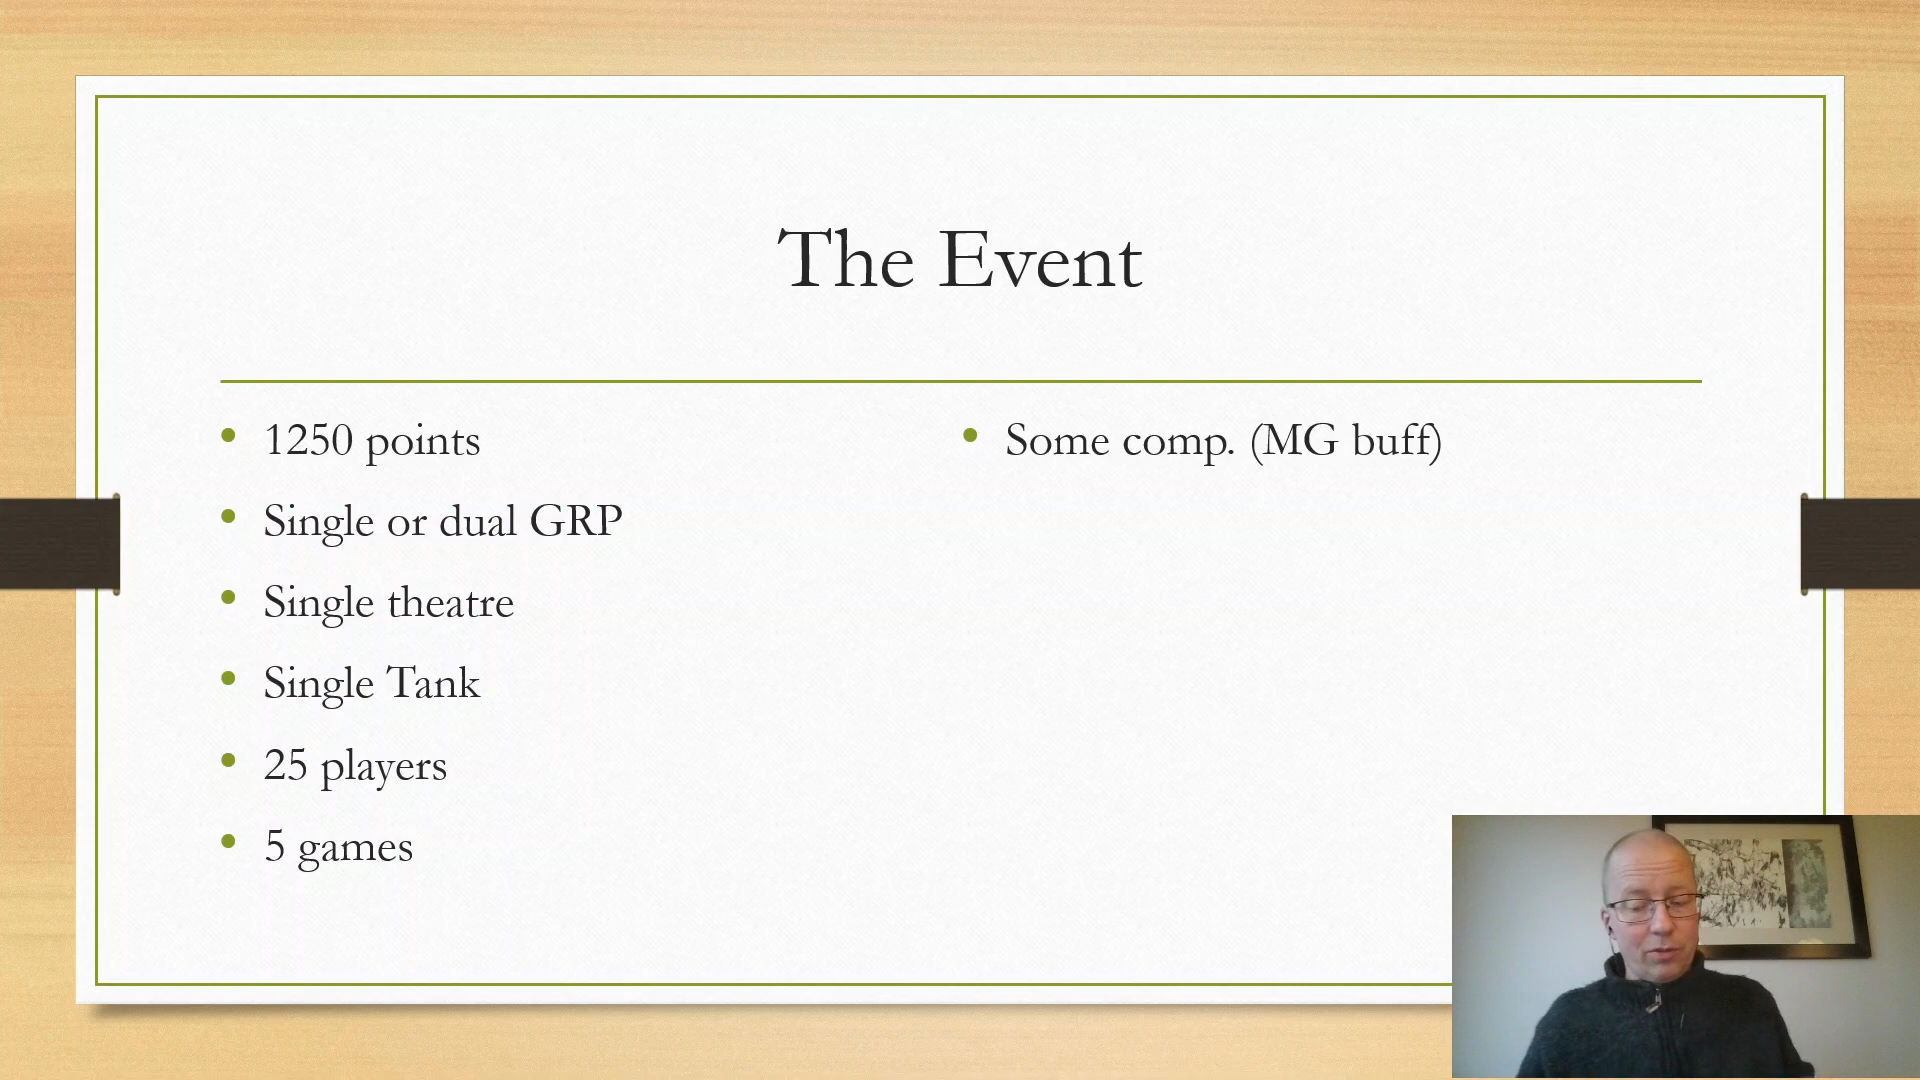 The Event
1250 points
Single or dual GRP
Single theatre
Single Tank
25 players
5 games
Some comp. (MG buff)